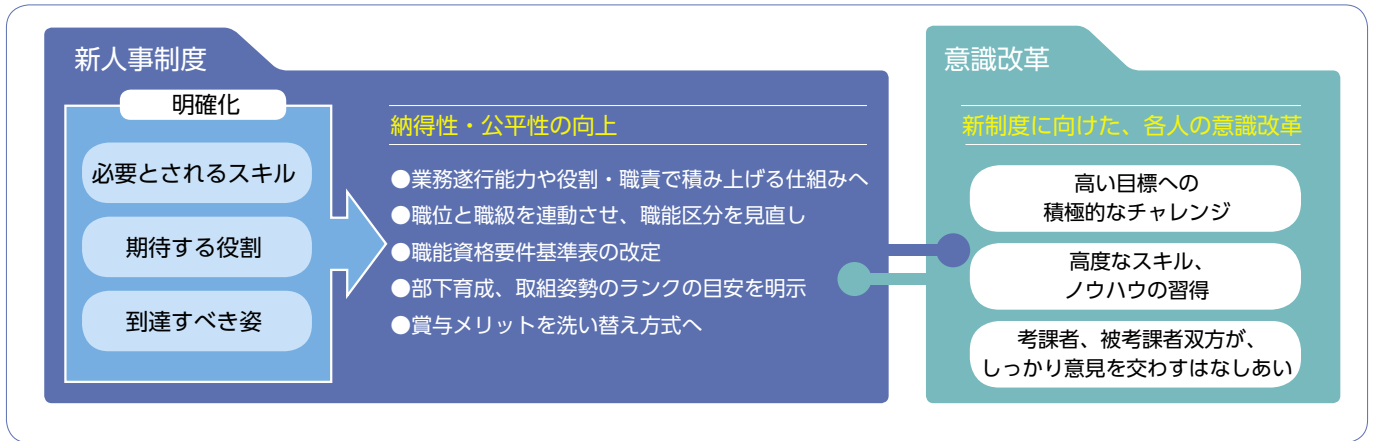 新人事制度
明確化
必要とされるスキル
期待する役割
到達すべき姿
納得性・公平性の向上
●業務遂行能力や役割・職責で積み上げる仕組みへ
●職位と職級を連動させ、職能区分を見直し
●職能資格要件基準表の改定
●部下育成、取組姿勢のランクの目安を明示
●賞与メリットを洗い替え方式へ
意識改革
新制度に向けた、各人の意識改革
高い目標への
積極的なチャレンジ
高度なスキル、
ノウハウの習得
考課者、被考課者双方が、
しっかり意見を交わすはなしあい